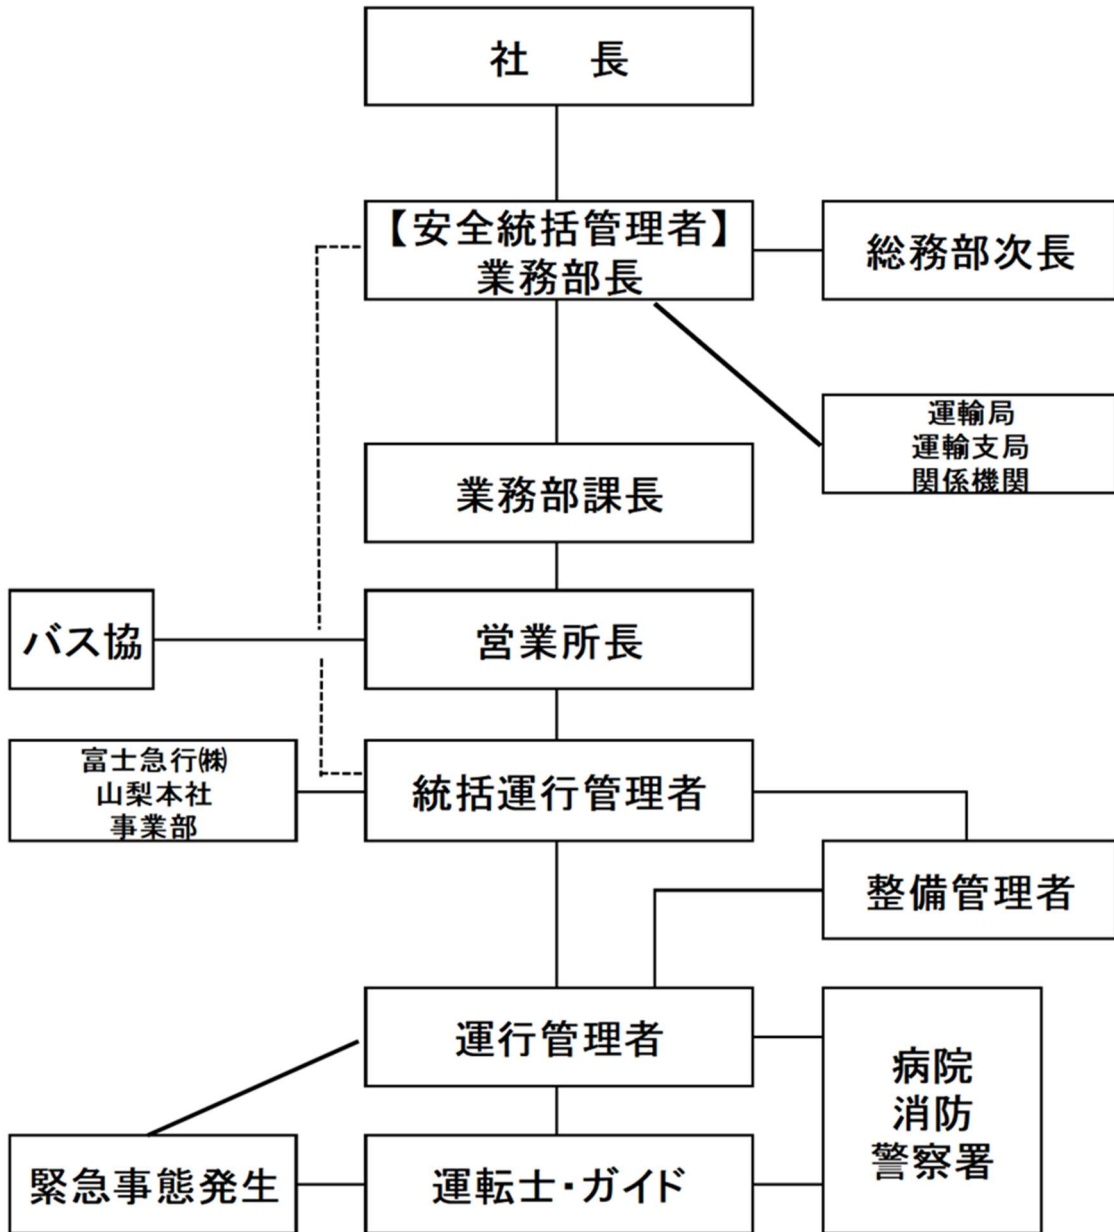 社　長
【安全統括管理者】
業務部長
総務部次長
運輸局
運輸支局
関係機関
業務部課長
バス協
営業所長
富士急行㈱
山梨本社
事業部
統括運行管理者
整備管理者
運行管理者
病院
消防
警察署
緊急事態発生
運転士・ガイド